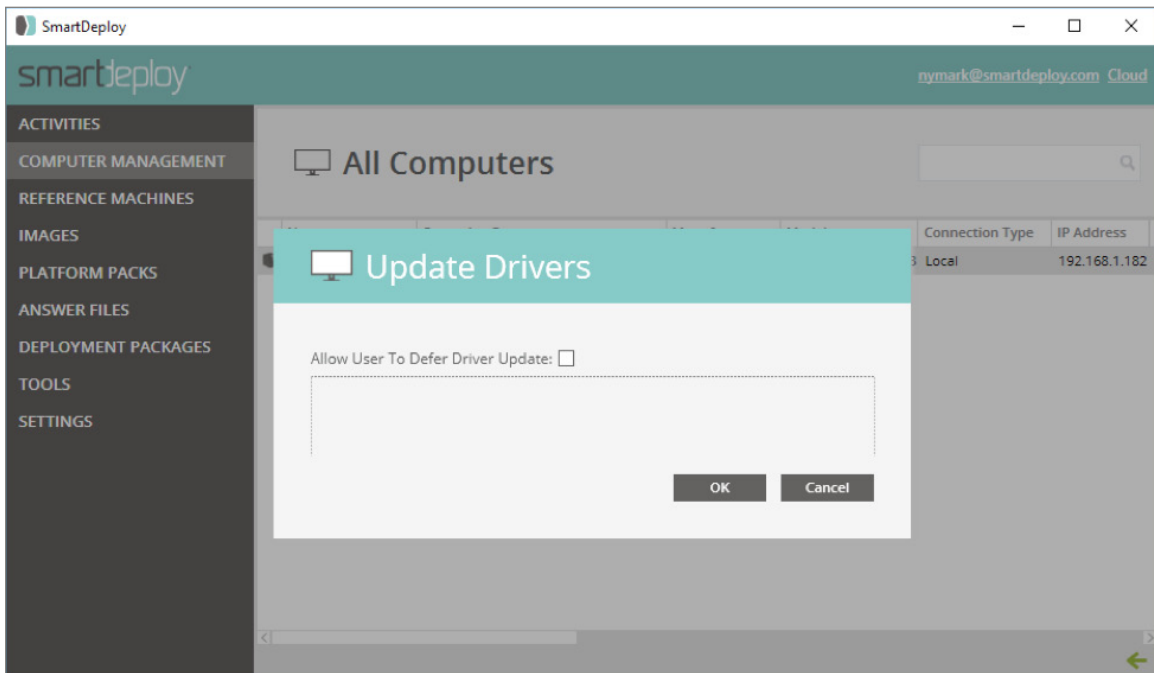 SmartDeploy
smartdeploy
nymark@smartdeploy.com Cloud
ACTIVITIES
COMPUTER MANAGEMENT
REFERENCE MACHINES
IMAGES
PLATFORM PACKS
ANSWER FILES
DEPLOYMENT PACKAGES
TOOLS
SETTINGS
All Computers
Connection Type IP Address
3 Local 192.168.1.182
Update Drivers
Allow User To Defer Driver Update:
OK Cancel